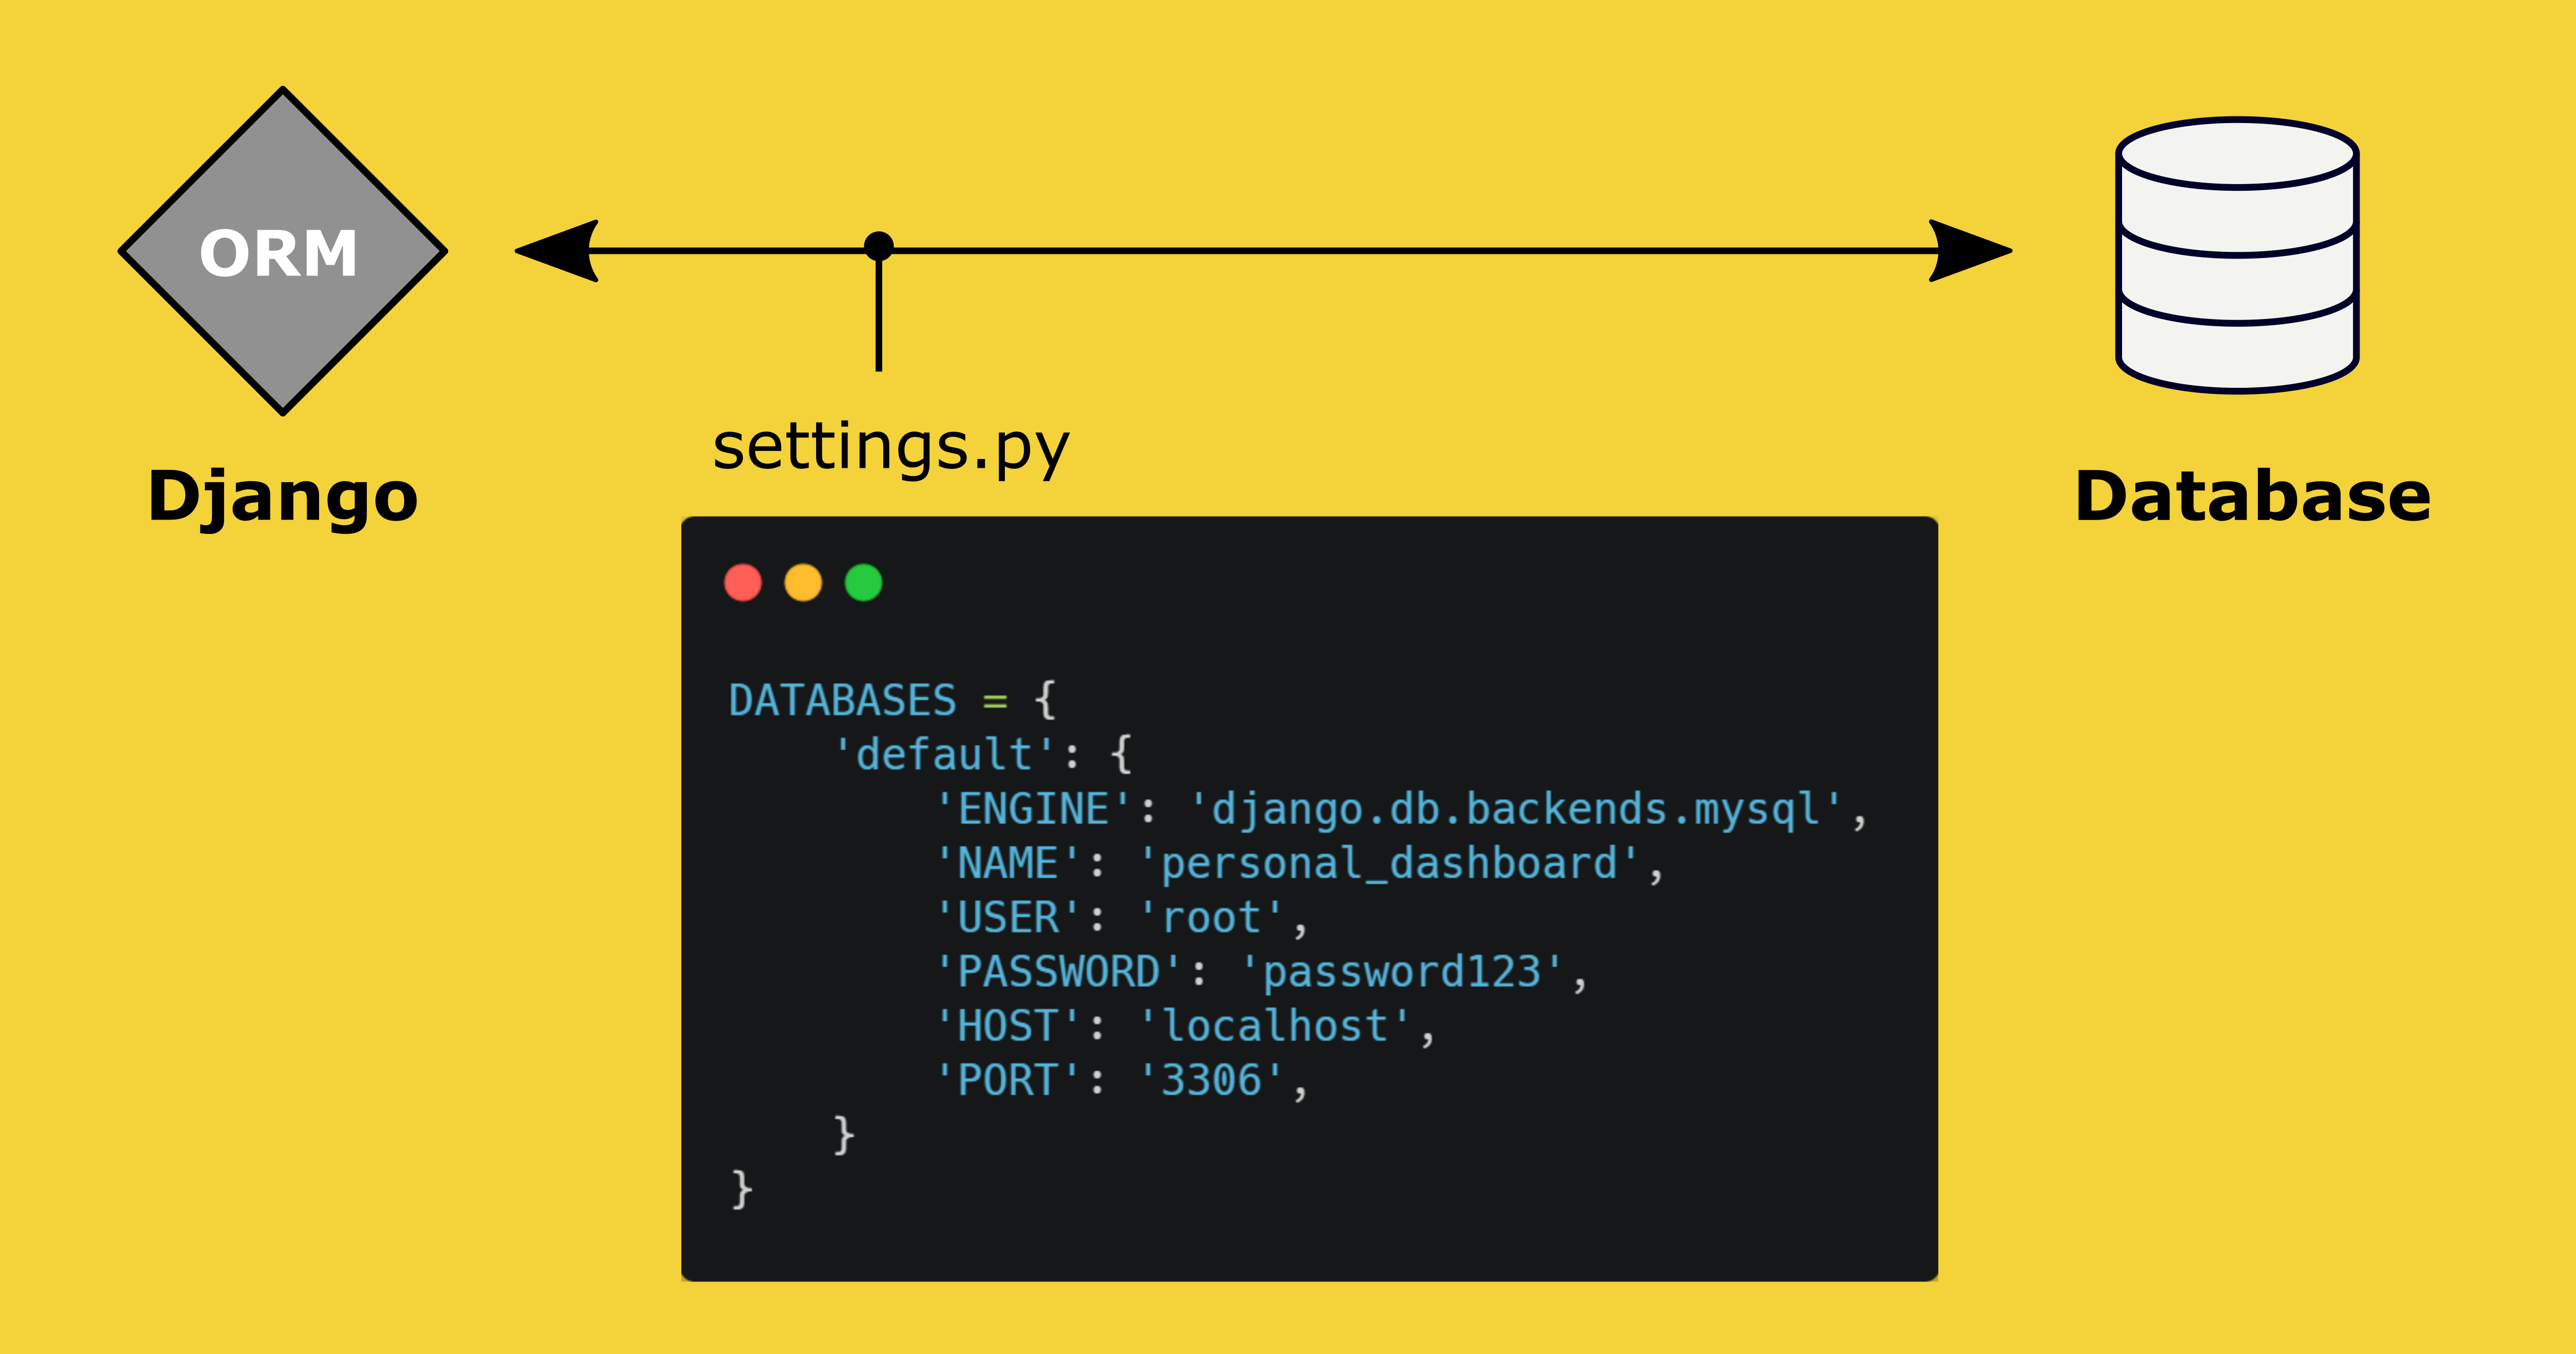 ORM
Django
settings.py
Database
DATABASES = {
    'default': {
        'ENGINE': 'django.db.backends.mysql',
        'NAME': 'personal_dashboard',
        'USER': 'root',
        'PASSWORD': 'password123',
        'HOST': 'localhost',
        'PORT': '3306',
    }
}